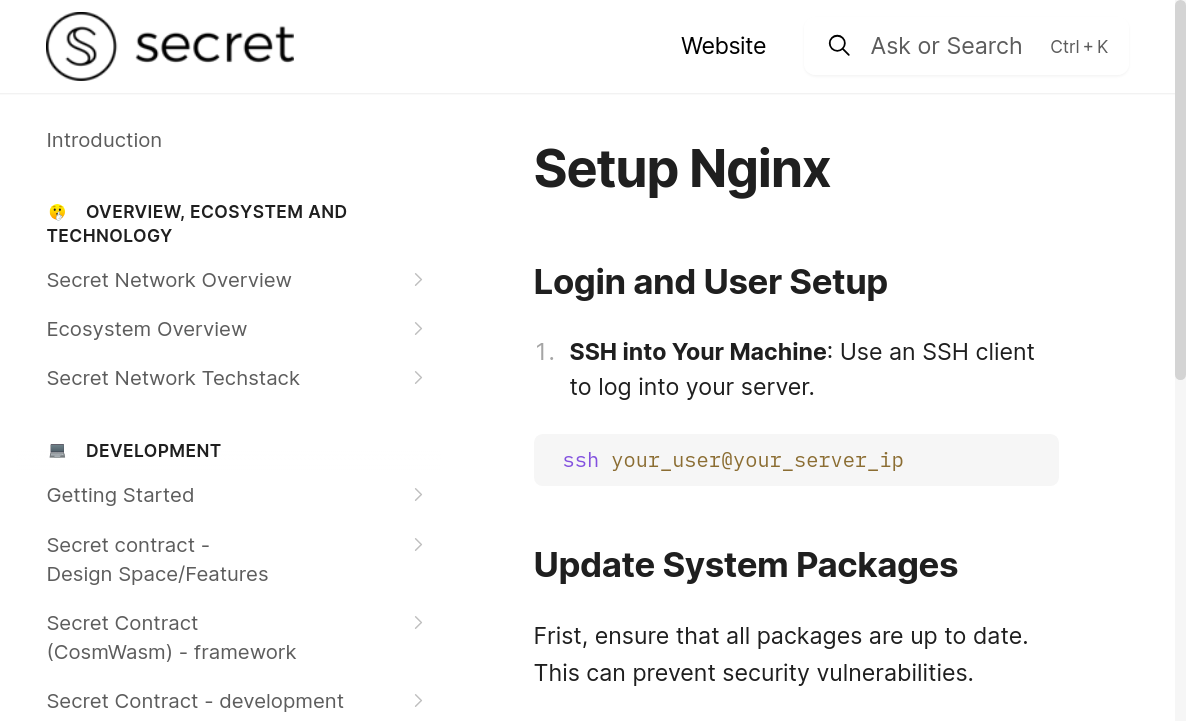 secret
Website
Ask or Search
Ctrl + K
Introduction
OVERVIEW, ECOSYSTEM AND
TECHNOLOGY
Secret Network Overview
Ecosystem Overview
Secret Network Techstack
DEVELOPMENT
Getting Started
Secret contract -
Design Space/Features
Secret Contract
(CosmWasm) - framework
Secret Contract - development
Setup Nginx
Login and User Setup
1. SSH into Your Machine: Use an SSH client
to log into your server.
ssh your_user@your_server_ip
Update System Packages
Frist, ensure that all packages are up to date.
This can prevent security vulnerabilities.